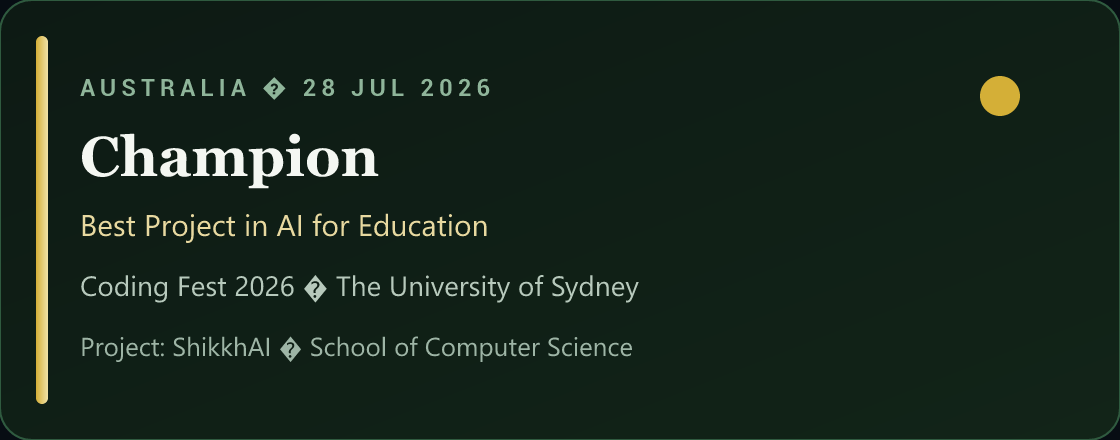 AUSTRALIA � 28 JUL 2026
Champion
Best Project in AI for Education
Coding Fest 2026 � The University of Sydney
Project: ShikkhAI � School of Computer Science